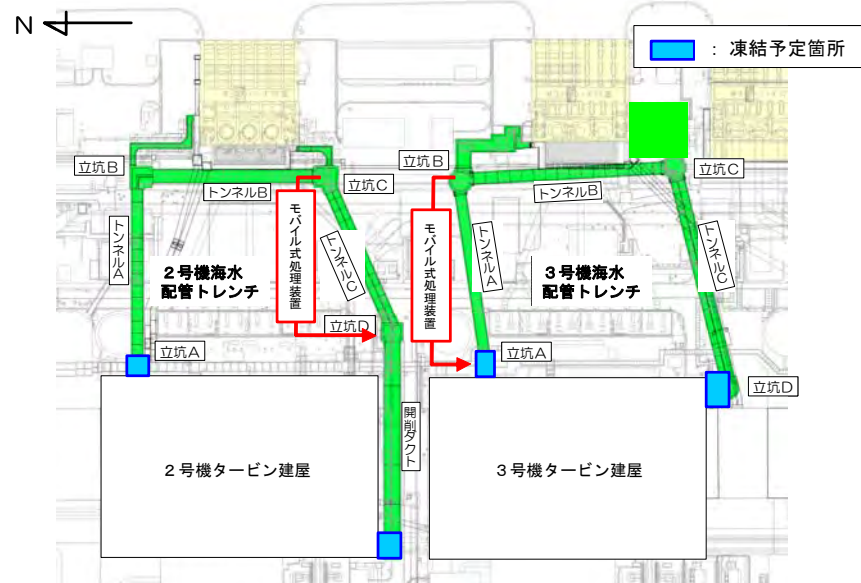 N
：凍結予定箇所
立坑B
トンネルB
立坑C
トンネルA
モバイル式処理装置
トンネルC
2号機海水
配管トレンチ
立坑D
立坑A
開削ダクト
2号機タービン建屋
立坑B
トンネルB
立坑C
モバイル式処理装置
トンネルA
トンネルC
3号機海水
配管トレンチ
立坑A
立坑D
3号機タービン建屋